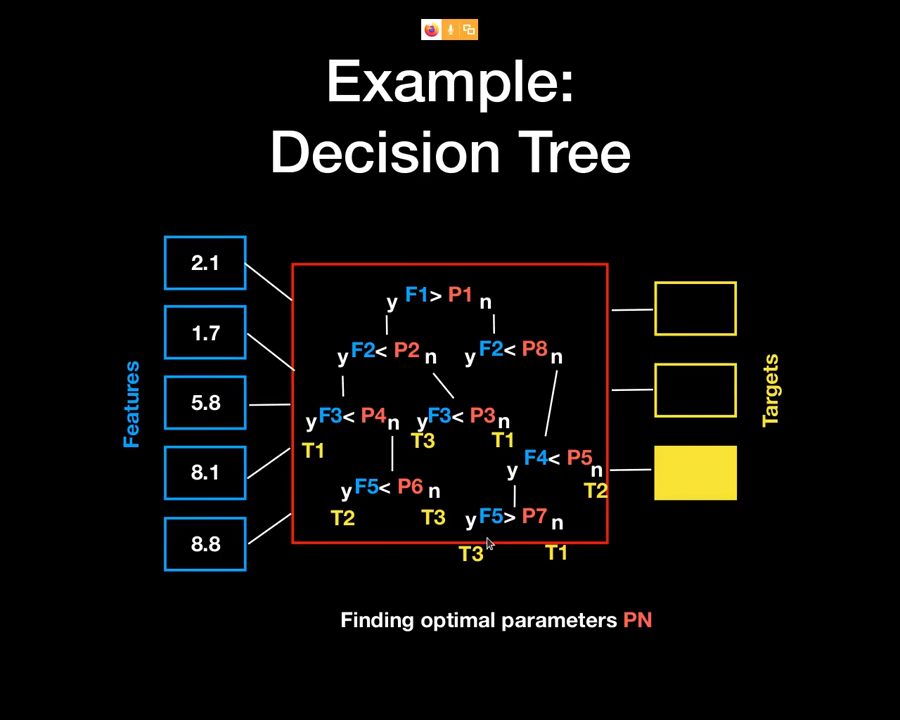 Example:
Decision Tree
Features
2.1
1.7
5.8
8.1
8.8
y F1> P1 n
y F2< P2 n
y F2< P8 n
y F3< P4 n
T1
y F3< P3 n
T3
T1
y F4< P5 n
T2
y F5< P6 n
T2
T3
y F5> P7 n
T3
T1
Targets
Finding optimal parameters PN